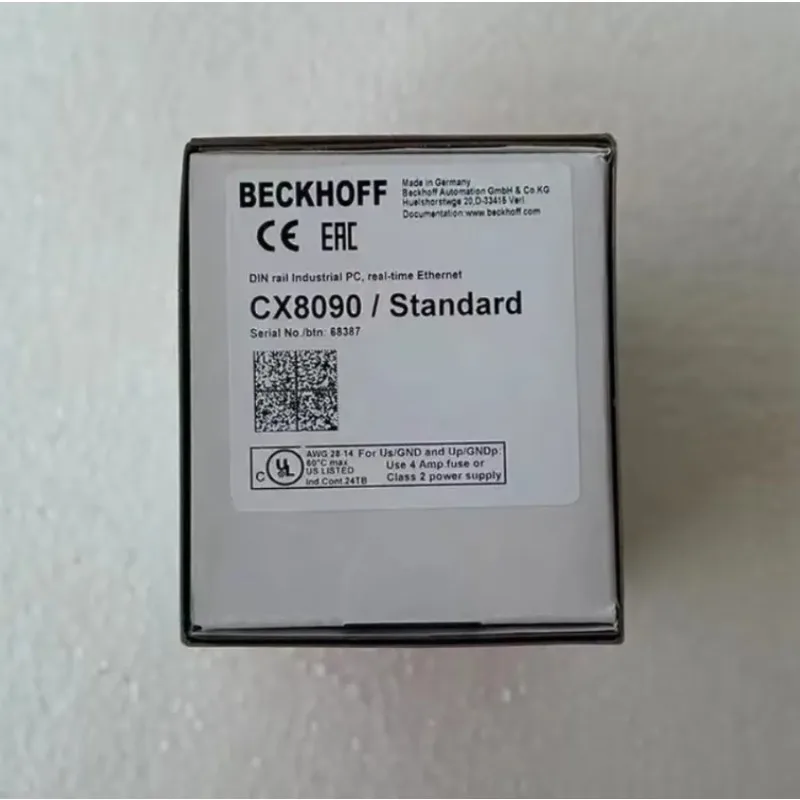 BECKHOFF
Made in Germany
Beckhoff Automation GmbH & Co.KG
Huelshorstwge 20,D-33415 Verl
Documentation:www.beckhoff.com
CE EAC
DIN rail Industrial PC, real-time Ethernet
CX8090 / Standard
Serial No./btn: 68387
C UL
AWG 28-14
60°C max
US LISTED
Ind.Cont.24TB
For Us/GND and Up/GNDp:
Use 4 Amp.fuse or
Class 2 power supply